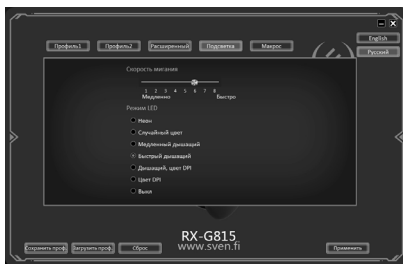 English
Профиль1 Профиль2 Расширенный Подсветка Макрос
Русский
Скорость мигание
1 2 3 4 5 6 7 8
Медленно Быстро
Режим LED
Неон
Случайный цвет
Медленный дышащий
Быстрый дышащий
Дышащий, цвет DPI
Цвет DPI
Выкл
RX-G815
www.sven.fi
Сохранить проф. Загрузить проф. Сброс Применить